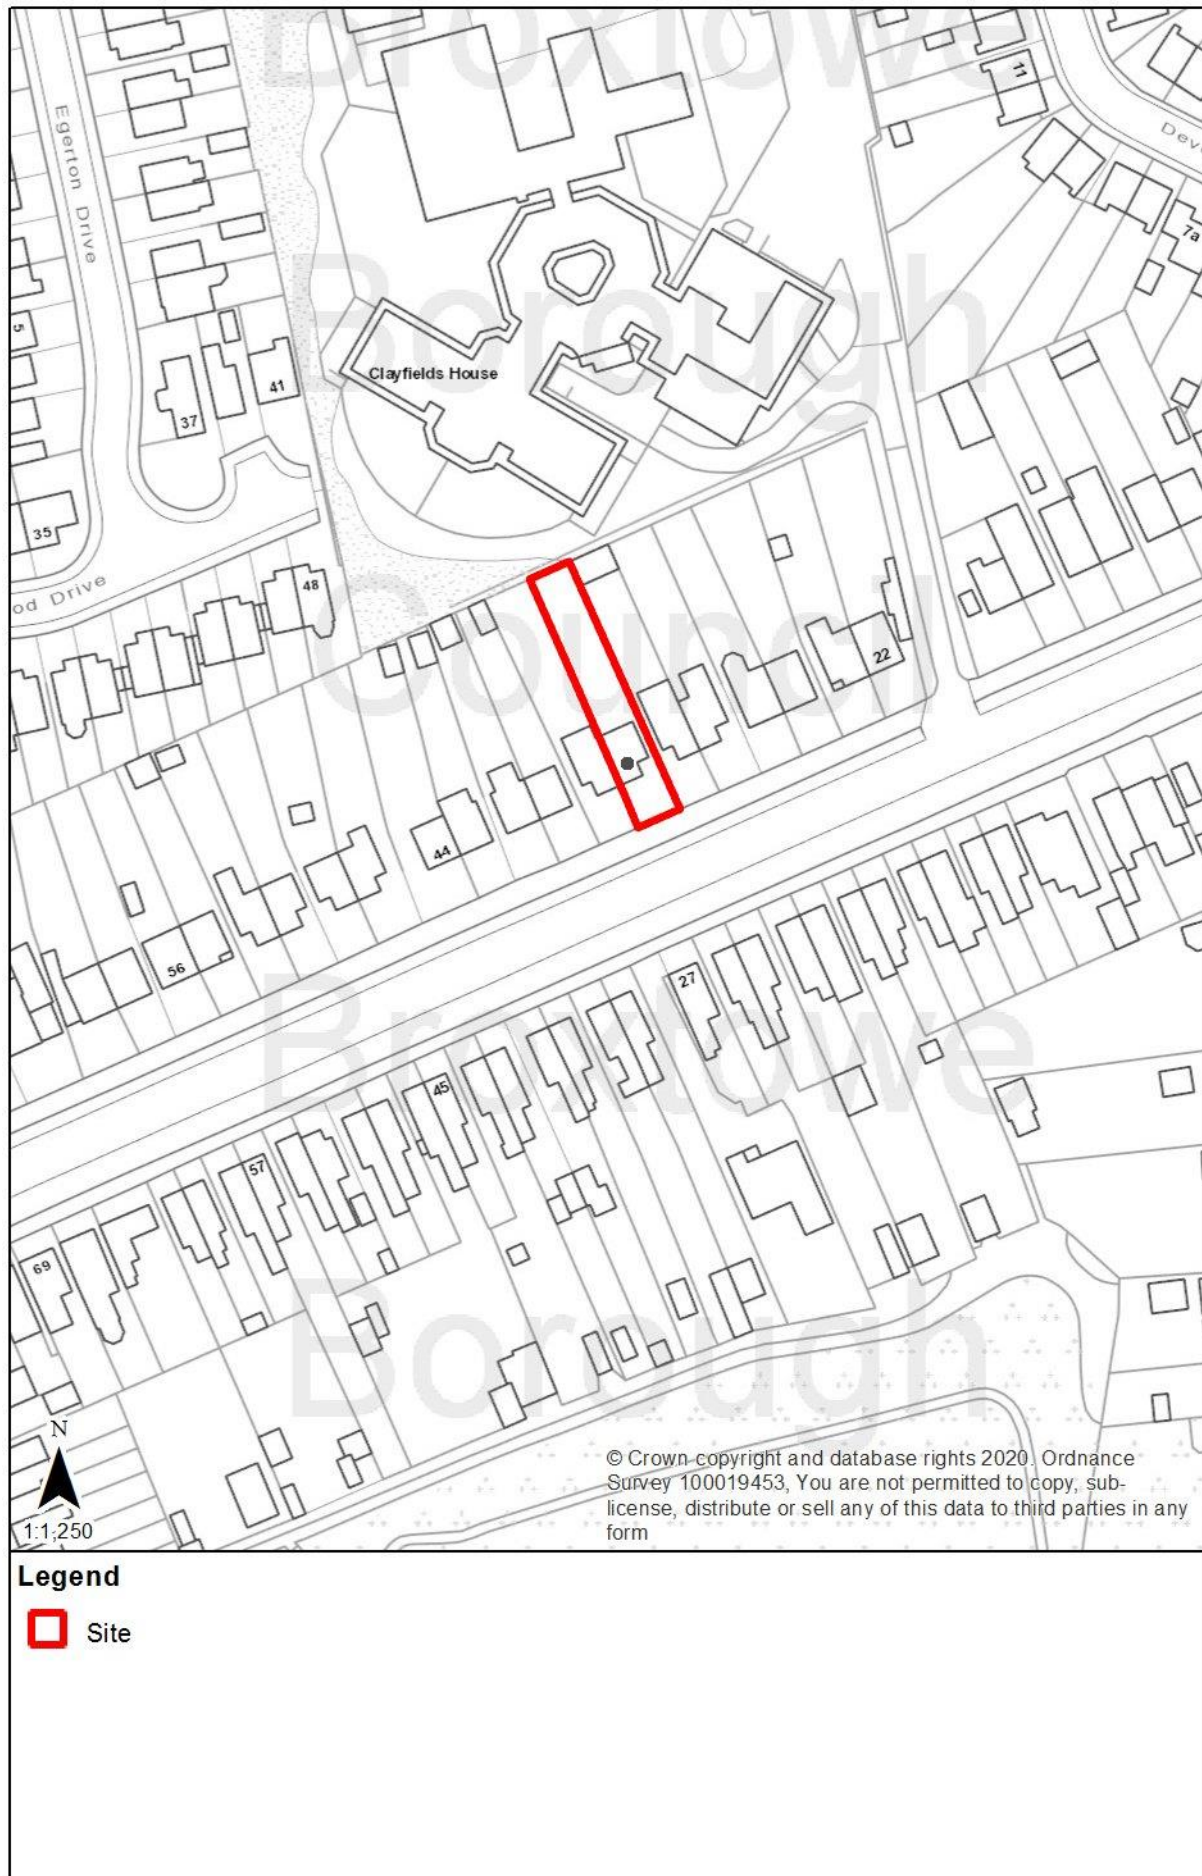 Broxtowe
11
Egerton Drive
Dev
7a
Borough
5
Clayfields House
41
37
35
od Drive
48
Council
22
44
56
27
Broxtowe
45
57
69
Borough
N
1:1,250
© Crown copyright and database rights 2020. Ordnance
Survey 100019453, You are not permitted to copy, sub-
license, distribute or sell any of this data to third parties in any
form
Legend
Site